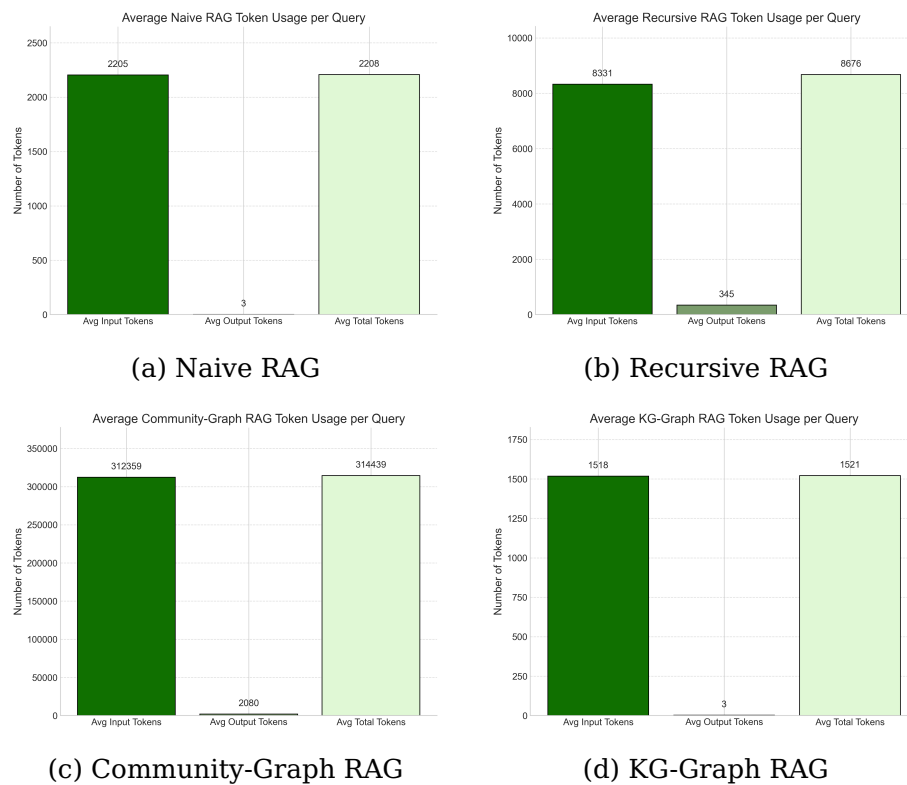 Average Naive RAG Token Usage per Query
Number of Tokens
2500
2000
1500
1000
500
0
2205
3
2208
Avg Input Tokens
Avg Output Tokens
Avg Total Tokens
(a) Naive RAG
Average Recursive RAG Token Usage per Query
Number of Tokens
10000
8000
6000
4000
2000
0
8331
345
8676
Avg Input Tokens
Avg Output Tokens
Avg Total Tokens
(b) Recursive RAG
Average Community-Graph RAG Token Usage per Query
Number of Tokens
350000
300000
250000
200000
150000
100000
50000
0
312359
2080
314439
Avg Input Tokens
Avg Output Tokens
Avg Total Tokens
(c) Community-Graph RAG
Average KG-Graph RAG Token Usage per Query
Number of Tokens
1750
1500
1250
1000
750
500
250
0
1518
3
1521
Avg Input Tokens
Avg Output Tokens
Avg Total Tokens
(d) KG-Graph RAG